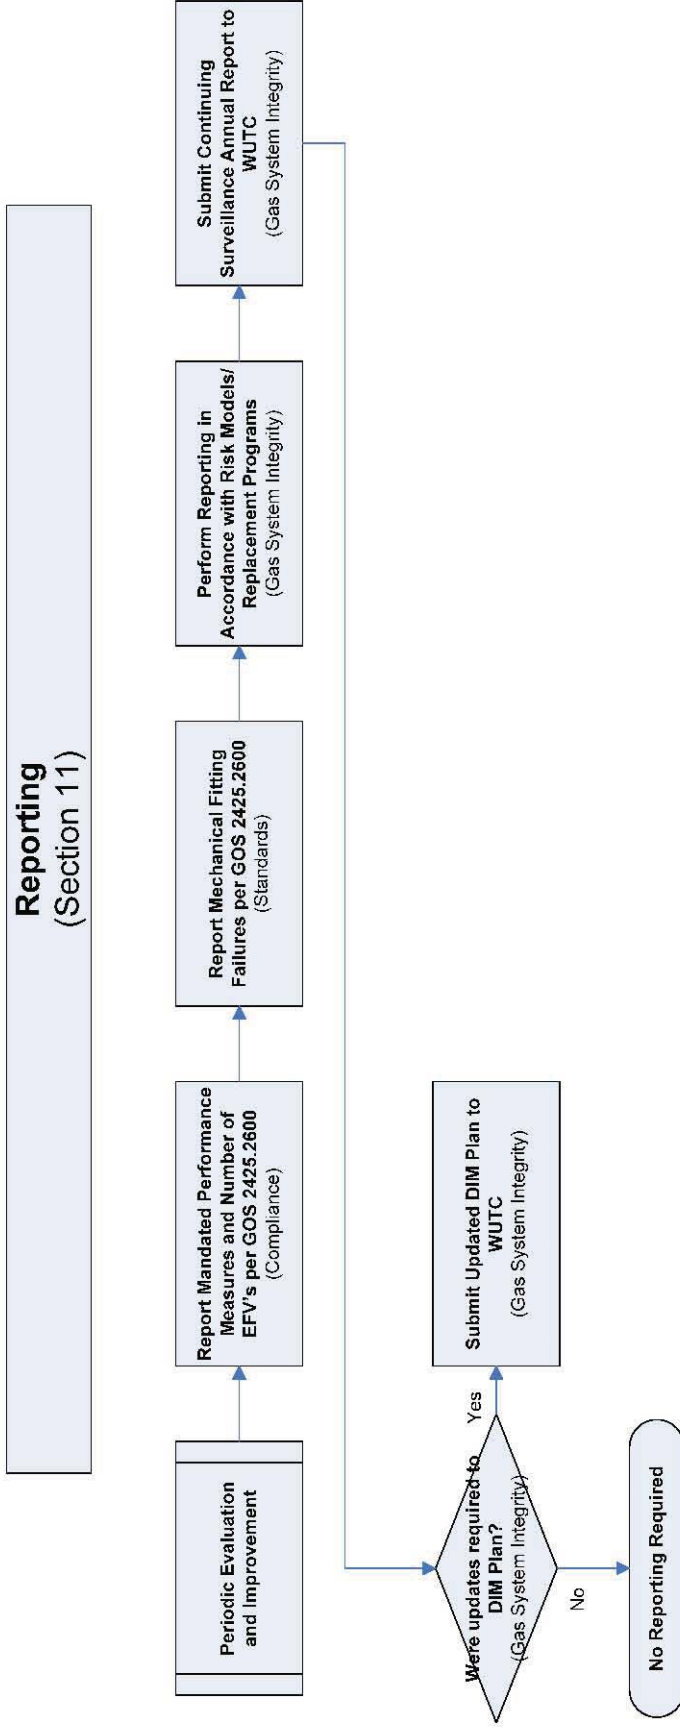 Reporting
(Section 11)
Periodic Evaluation
and Improvement
Report Mandated Performance
Measures and Number of
EFV's per GOS 2425.2600
(Compliance)
Report Mechanical Fitting
Failures per GOS 2425.2600
(Standards)
Perform Reporting in
Accordance with Risk Models/
Replacement Programs
(Gas System Integrity)
Submit Continuing
Surveillance Annual Report to
WUTC
(Gas System Integrity)
Were updates required to
DIM Plan?
(Gas System Integrity)
Yes
Submit Updated DIM Plan to
WUTC
(Gas System Integrity)
No
No Reporting Required